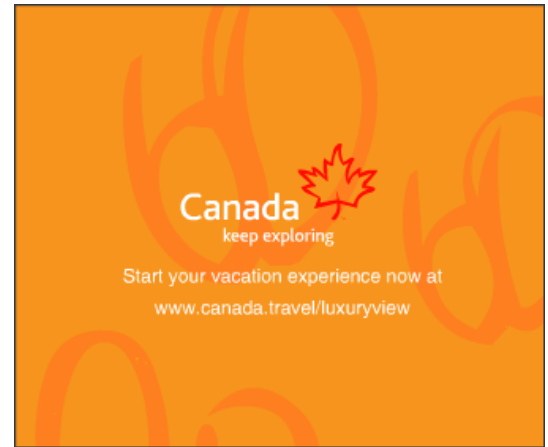 Canada
keep exploring
Start your vacation experience now at
www.canada.travel/luxuryview